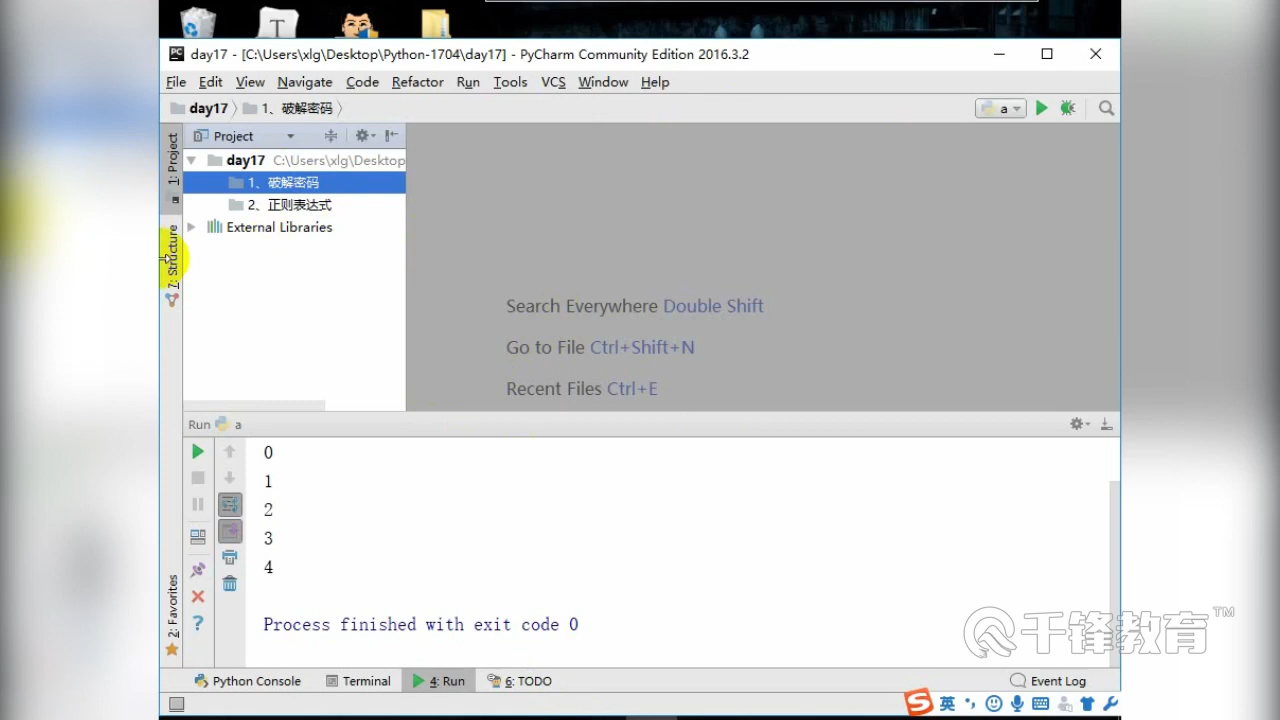 T
PC day17 - [C:\Users\xlg\Desktop\Python-1704\day17] - PyCharm Community Edition 2016.3.2
File Edit View Navigate Code Refactor Run Tools VCS Window Help
day17 1、破解密码 a
1: Project
Project
day17 C:\Users\xlg\Desktop
1、破解密码
2、正则表达式
External Libraries
7: Structure
Search Everywhere Double Shift
Go to File Ctrl+Shift+N
Recent Files Ctrl+E
Run a
0
1
2
3
4
Process finished with exit code 0
2: Favorites
千锋教育™
Python Console Terminal 4: Run 6: TODO Event Log
S 英